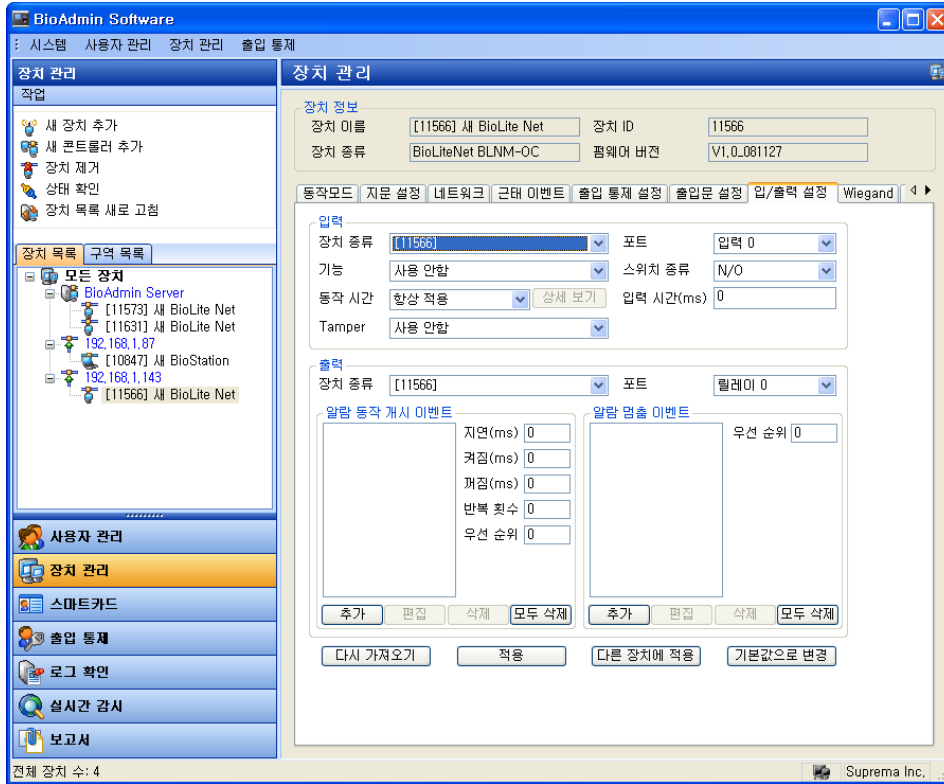 BioAdmin Software
시스템 사용자 관리 장치 관리 출입 통제
장치 관리
작업
새 장치 추가
새 콘트롤러 추가
장치 제거
상태 확인
장치 목록 새로 고침
장치 목록 구역 목록
모든 장치
BioAdmin Server
[11573] 새 BioLite Net
[11631] 새 BioLite Net
192.168.1.87
[10847] 새 BioStation
192.168.1.143
[11566] 새 BioLite Net
사용자 관리
장치 관리
스마트카드
출입 통제
로그 확인
실시간 감시
보고서
장치 관리
장치 정보
장치 이름 [11566] 새 BioLite Net 장치 ID 11566
장치 종류 BioLiteNet BLNM-OC 펌웨어 버전 V1.0_081127
동작모드 지문 설정 네트워크 근태 이벤트 출입 통제 설정 출입문 설정 입/출력 설정 Wiegand
입력
장치 종류 [11566] 포트 입력 0
기능 사용 안함 스위치 종류 N/O
동작 시간 항상 적용 상세 보기 입력 시간(ms) 0
Tamper 사용 안함
출력
장치 종류 [11566] 포트 릴레이 0
알람 동작 개시 이벤트
지연(ms) 0
켜짐(ms) 0
꺼짐(ms) 0
반복 횟수 0
우선 순위 0
추가 편집 삭제 모두 삭제
알람 멈춤 이벤트
우선 순위 0
추가 편집 삭제 모두 삭제
다시 가져오기 적용 다른 장치에 적용 기본값으로 변경
전체 장치 수: 4 Suprema Inc.